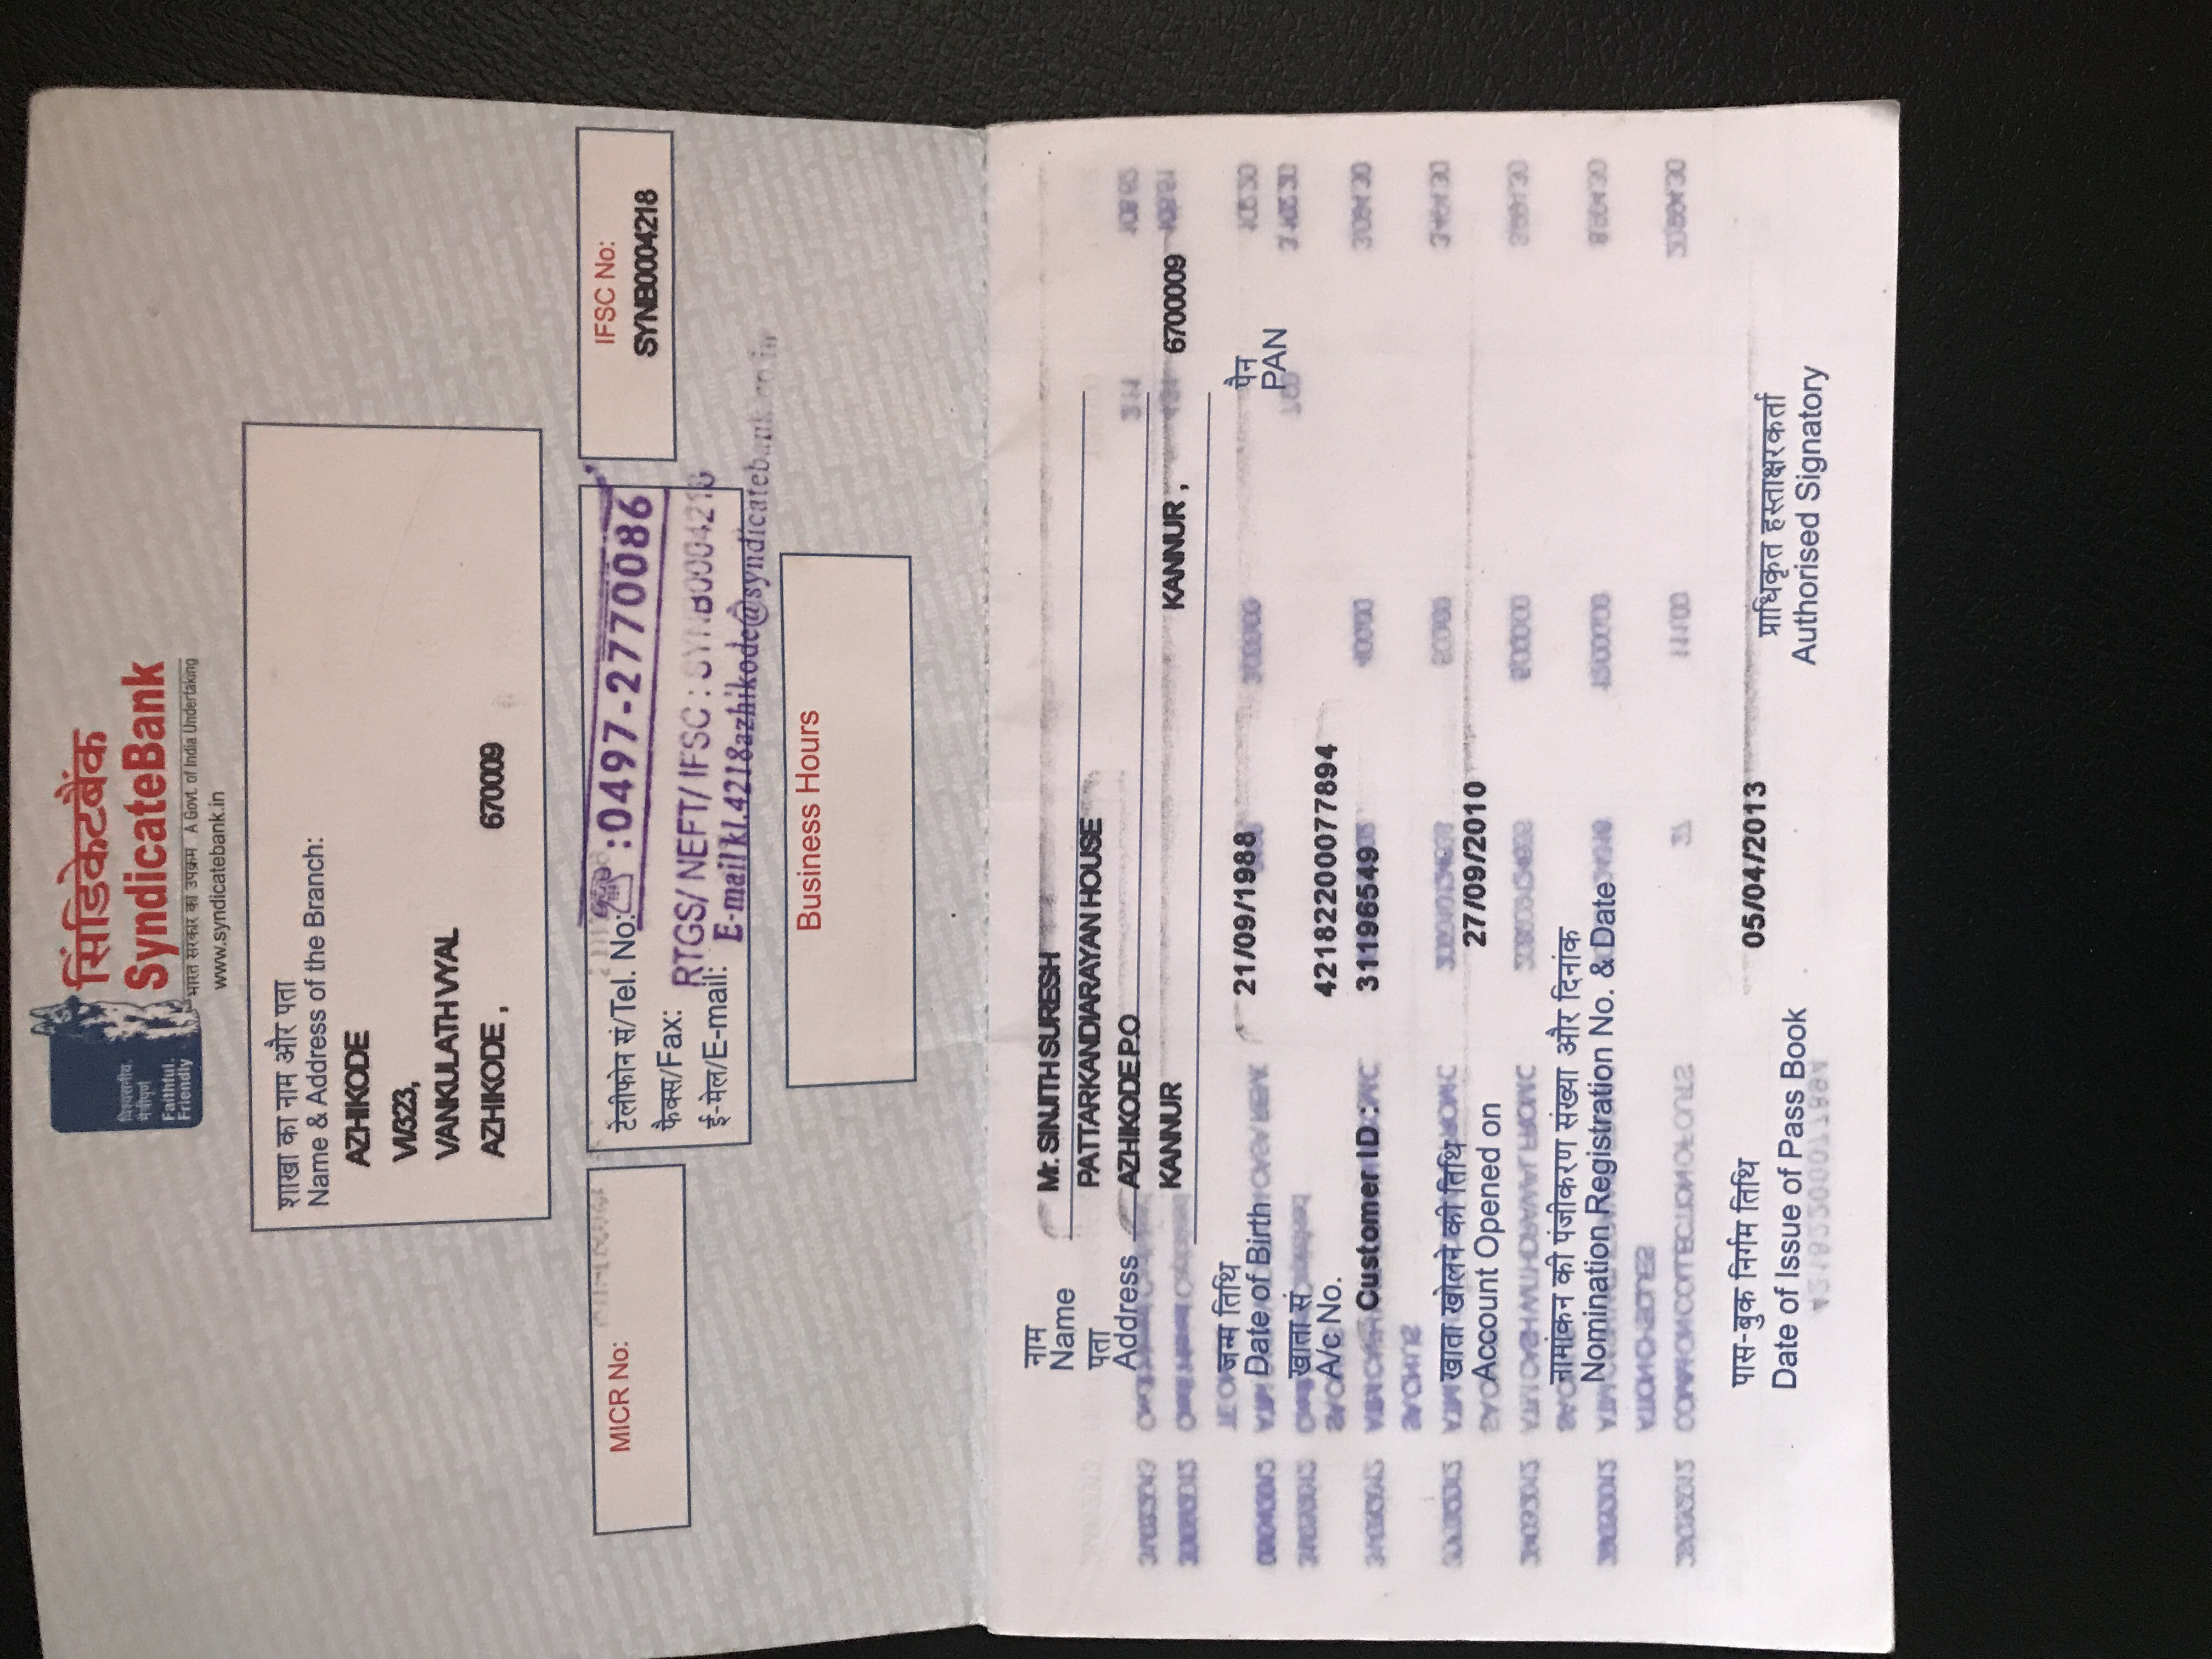 सिंडिकेटबैंक
SyndicateBank
विश्वसनीय.
मैत्रीपूर्ण
Faithful.
Friendly
भारत सरकार का उपक्रम A Govt. of India Undertaking
www.syndicatebank.in
शाखा का नाम और पता
Name & Address of the Branch:
AZHIKODE
VI/323,
VANKULATH VYAL
AZHIKODE , 670009
MICR No:
टेलीफोन सं/Tel. No: :0497-2770086
फैक्स/Fax:
RTGS/ NEFT/ IFSC : SYNB0004218
ई-मेल/E-mail:
E-mail kl.4218azhikode@syndicatebank.co.in
IFSC No:
SYNB0004218
Business Hours
नाम
Name Mr. SINJITH SURESH
पता PATTARKANDIARAYAN HOUSE
Address AZHIKODE P.O
KANNUR KANNUR , 6700009
जन्म तिथि
Date of Birth 21/09/1988
पैन
PAN
खाता सं
A/c No. 42182200077894
Customer ID : 31196549
खाता खोलने की तिथि
Account Opened on 27/09/2010
नामांकन की पंजीकरण संख्या और दिनांक
Nomination Registration No. & Date
पास-बुक निर्गम तिथि
Date of Issue of Pass Book 05/04/2013
प्राधिकृत हस्ताक्षरकर्ता
Authorised Signatory